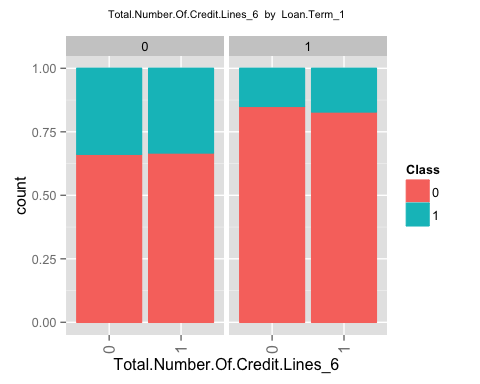 Total.Number.Of.Credit.Lines_6 by Loan.Term_1
0 1
1.00
0.75
0.50
0.25
0.00
count
0 1 0 1
Total.Number.Of.Credit.Lines_6
Class
0
1